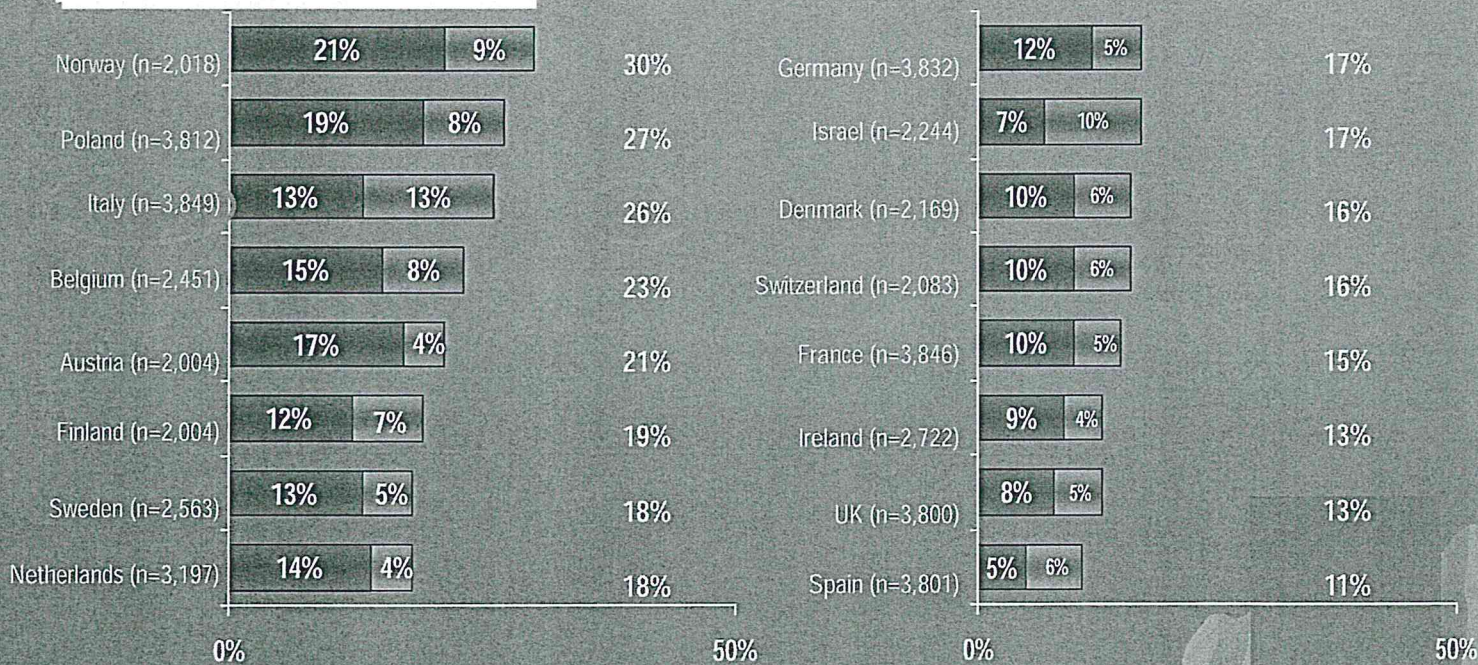 Norway (n=2,018) 21% 9% 30%
Poland (n=3,812) 19% 8% 27%
Italy (n=3,849) 13% 13% 26%
Belgium (n=2,451) 15% 8% 23%
Austria (n=2,004) 17% 4% 21%
Finland (n=2,004) 12% 7% 19%
Sweden (n=2,563) 13% 5% 18%
Netherlands (n=3,197) 14% 4% 18%
0% 50%
Germany (n=3,832) 12% 5% 17%
Israel (n=2,244) 7% 10% 17%
Denmark (n=2,169) 10% 6% 16%
Switzerland (n=2,083) 10% 6% 16%
France (n=3,846) 10% 5% 15%
Ireland (n=2,722) 9% 4% 13%
UK (n=3,800) 8% 5% 13%
Spain (n=3,801) 5% 6% 11%
0% 50%